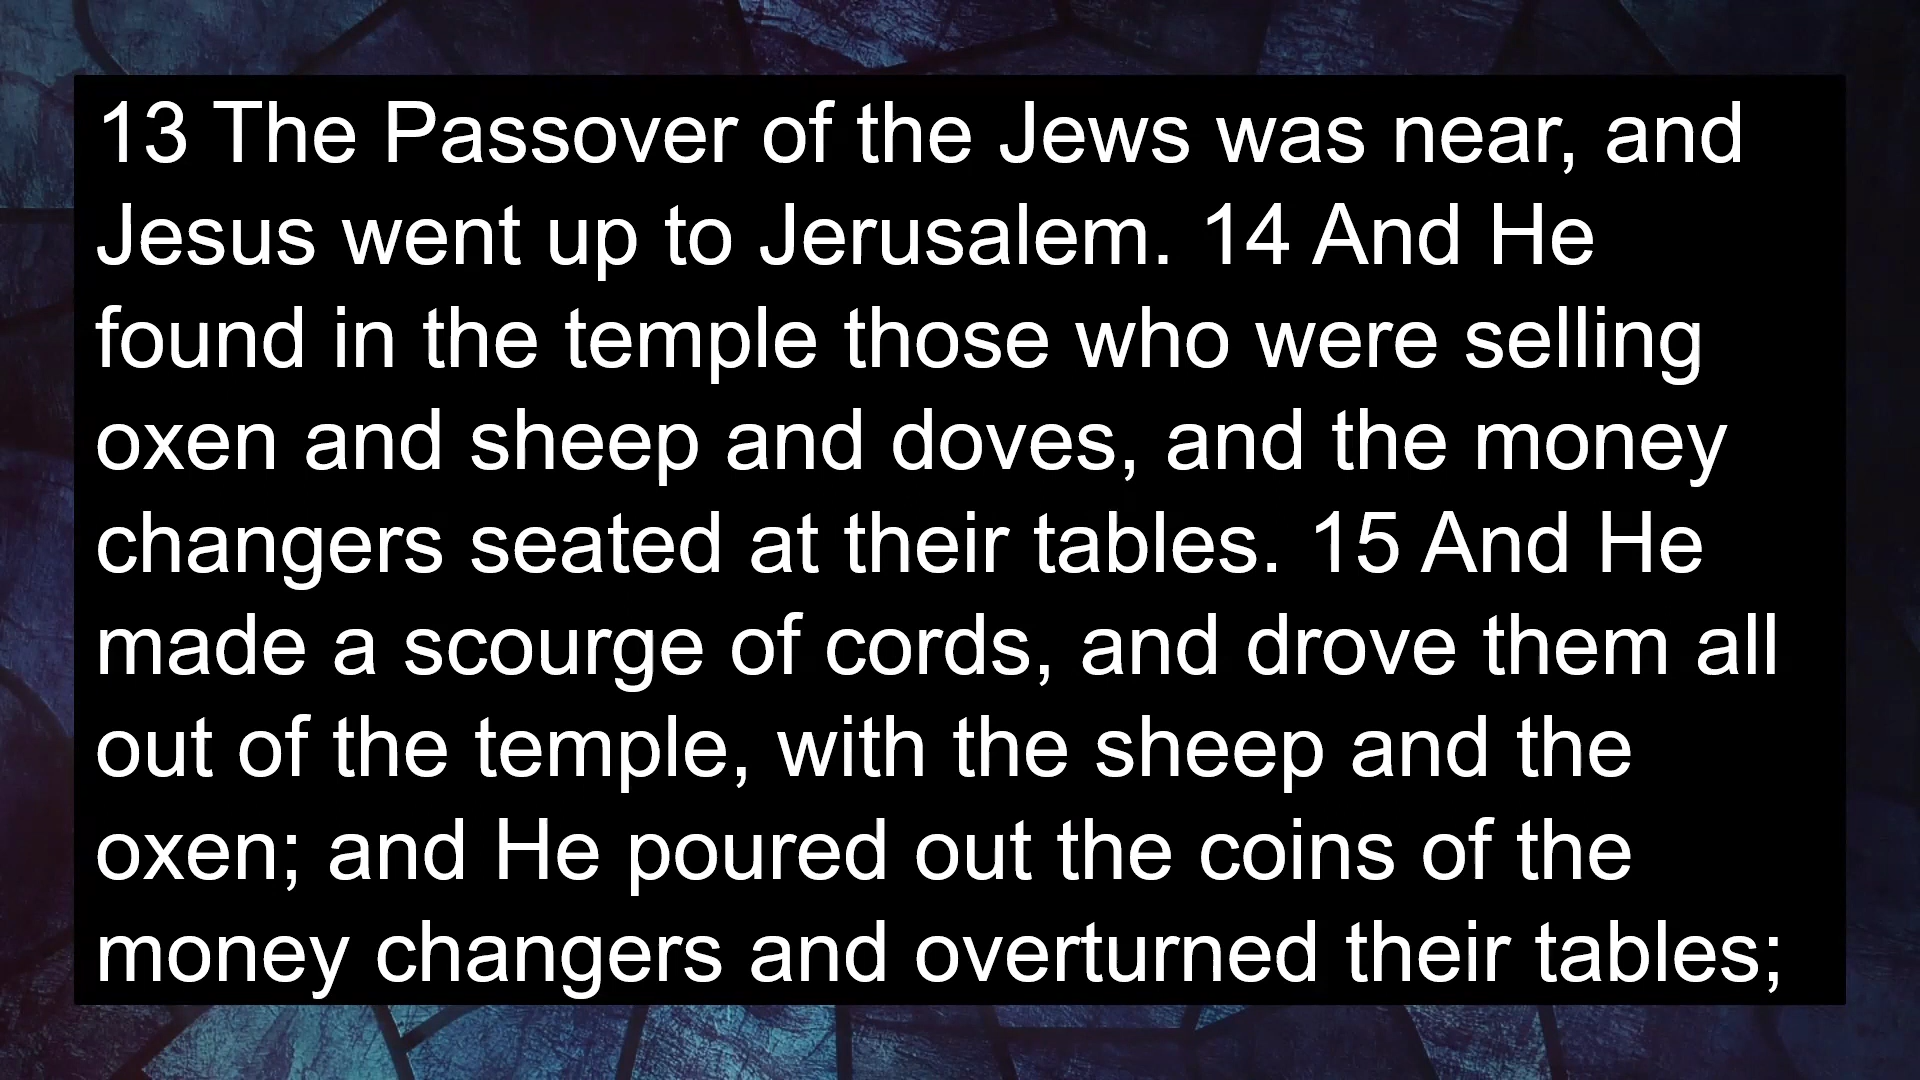 13 The Passover of the Jews was near, and
Jesus went up to Jerusalem. 14 And He
found in the temple those who were selling
oxen and sheep and doves, and the money
changers seated at their tables. 15 And He
made a scourge of cords, and drove them all
out of the temple, with the sheep and the
oxen; and He poured out the coins of the
money changers and overturned their tables;